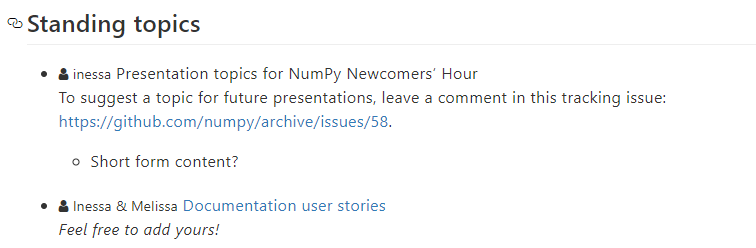 Standing topics
inessa Presentation topics for NumPy Newcomers’ Hour
To suggest a topic for future presentations, leave a comment in this tracking issue:
https://github.com/numpy/archive/issues/58.
Short form content?
Inessa & Melissa Documentation user stories
Feel free to add yours!